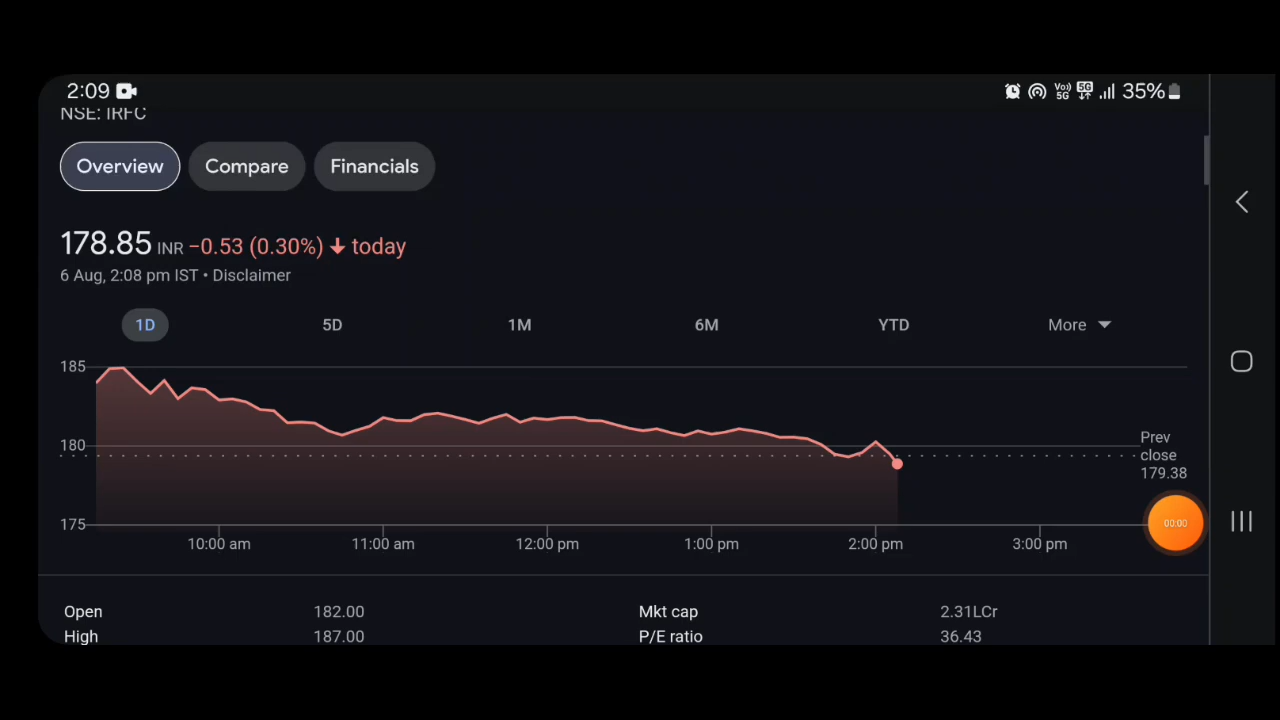 2:09 Vo) 5G 5G 35%
NSE: IRFC
Overview Compare Financials
178.85 INR −0.53 (0.30%) today
6 Aug, 2:08 pm IST • Disclaimer
1D 5D 1M 6M YTD More
185
180
175
Prev
close
179.38
00:00
10:00 am 11:00 am 12:00 pm 1:00 pm 2:00 pm 3:00 pm
Open 182.00 Mkt cap 2.31LCr
High 187.00 P/E ratio 36.43